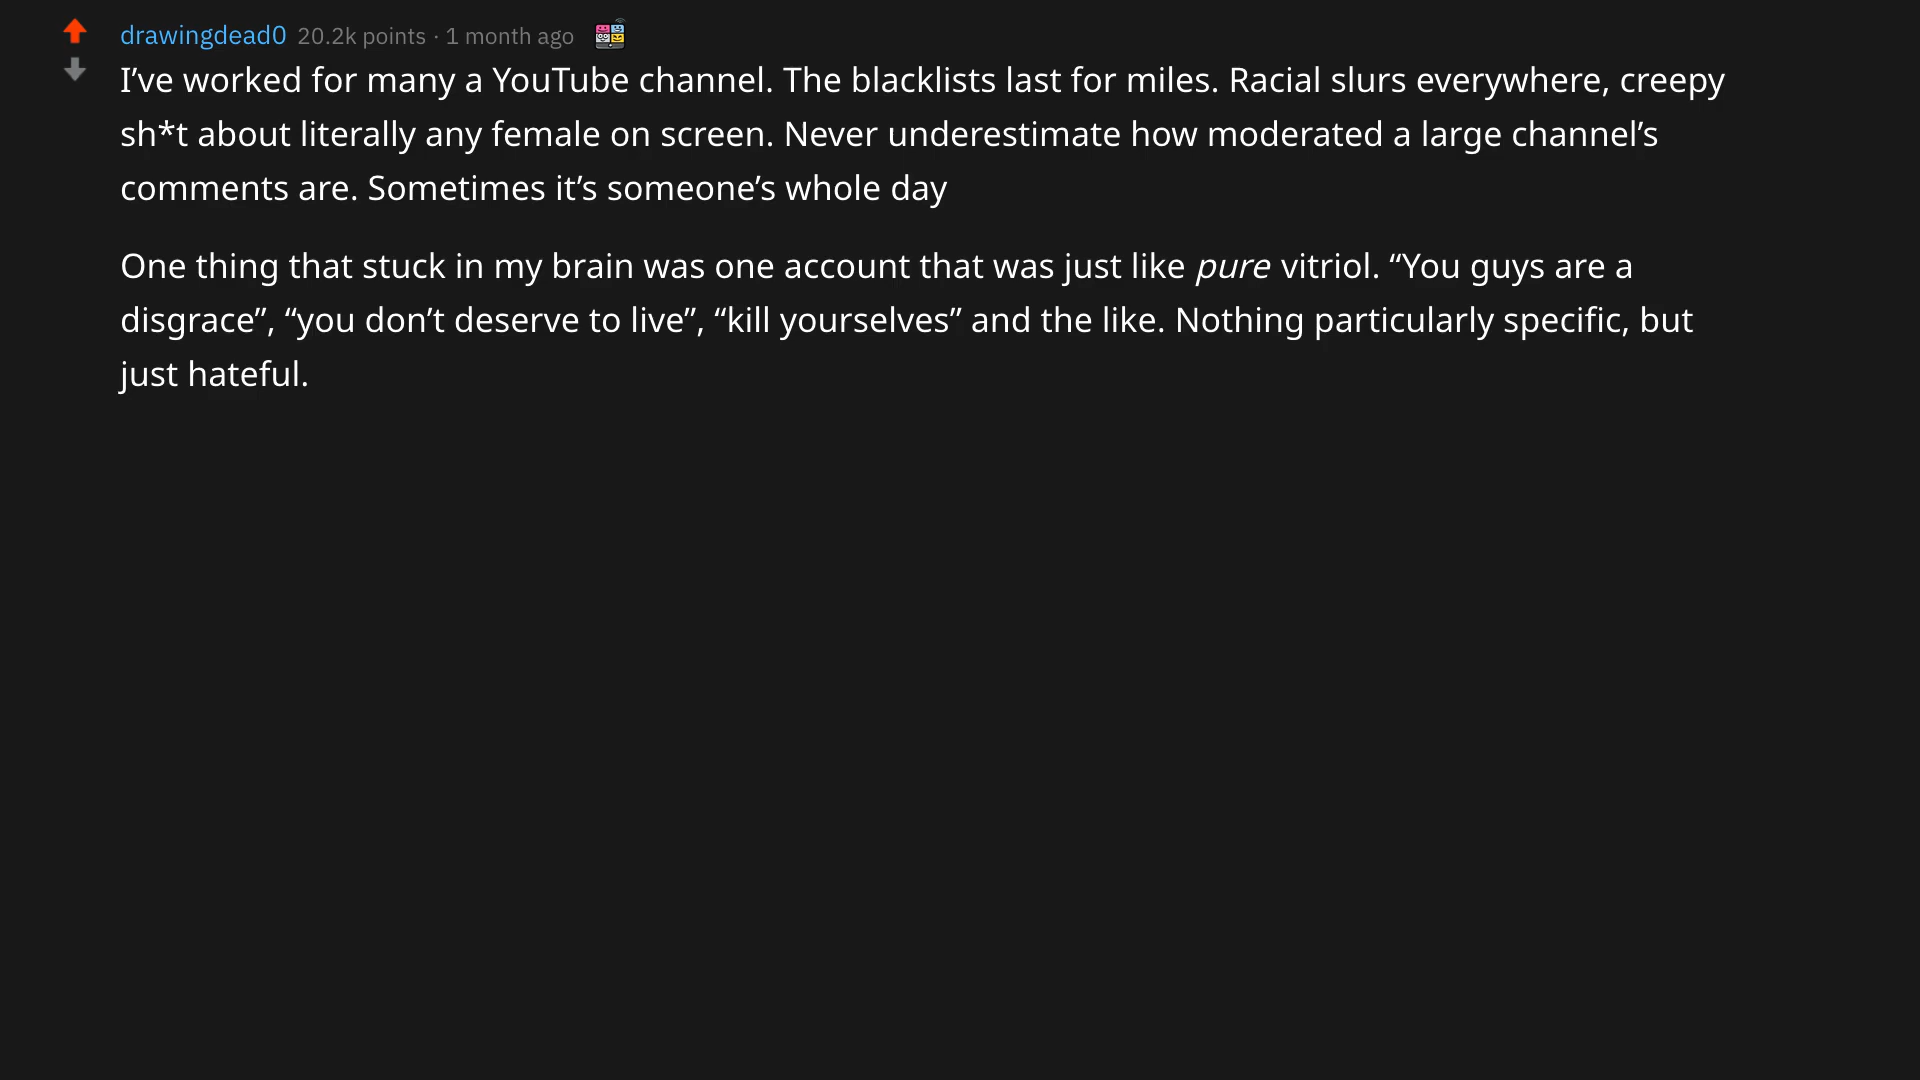 drawingdead0 20.2k points · 1 month ago
I’ve worked for many a YouTube channel. The blacklists last for miles. Racial slurs everywhere, creepy
sh*t about literally any female on screen. Never underestimate how moderated a large channel’s
comments are. Sometimes it’s someone’s whole day
One thing that stuck in my brain was one account that was just like pure vitriol. “You guys are a
disgrace”, “you don’t deserve to live”, “kill yourselves” and the like. Nothing particularly specific, but
just hateful.